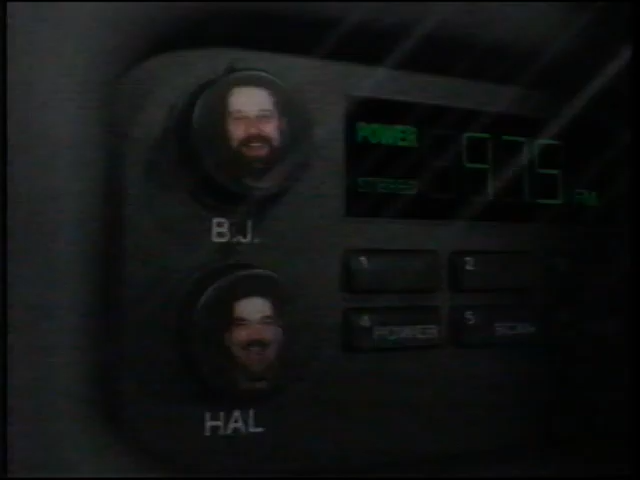 POWER
STEREO
97.5 FM
B.J.
1
2
4 POWER
5 SCAN
HAL